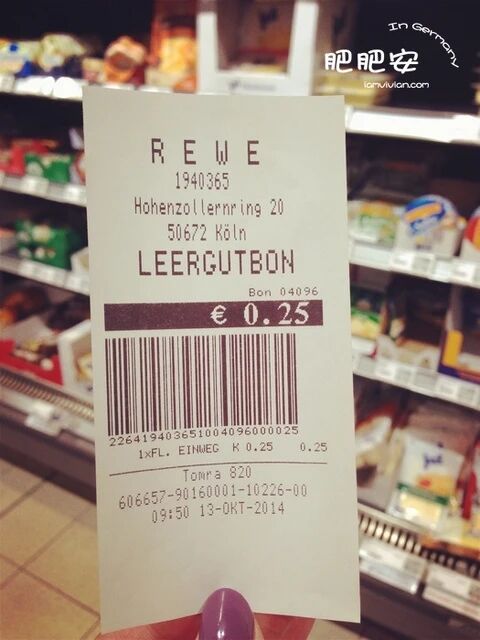 肥肥安
In Germany
iamvivian.com
REWE
1940365
Hohenzollernring 20
50672 Köln
LEERGUTBON
Bon 04096
€ 0.25
226419403651004096000025
1xFL. EINWEG K 0.25 0.25
Tomra 820
606657-90160001-10226-00
09:50 13-OKT-2014